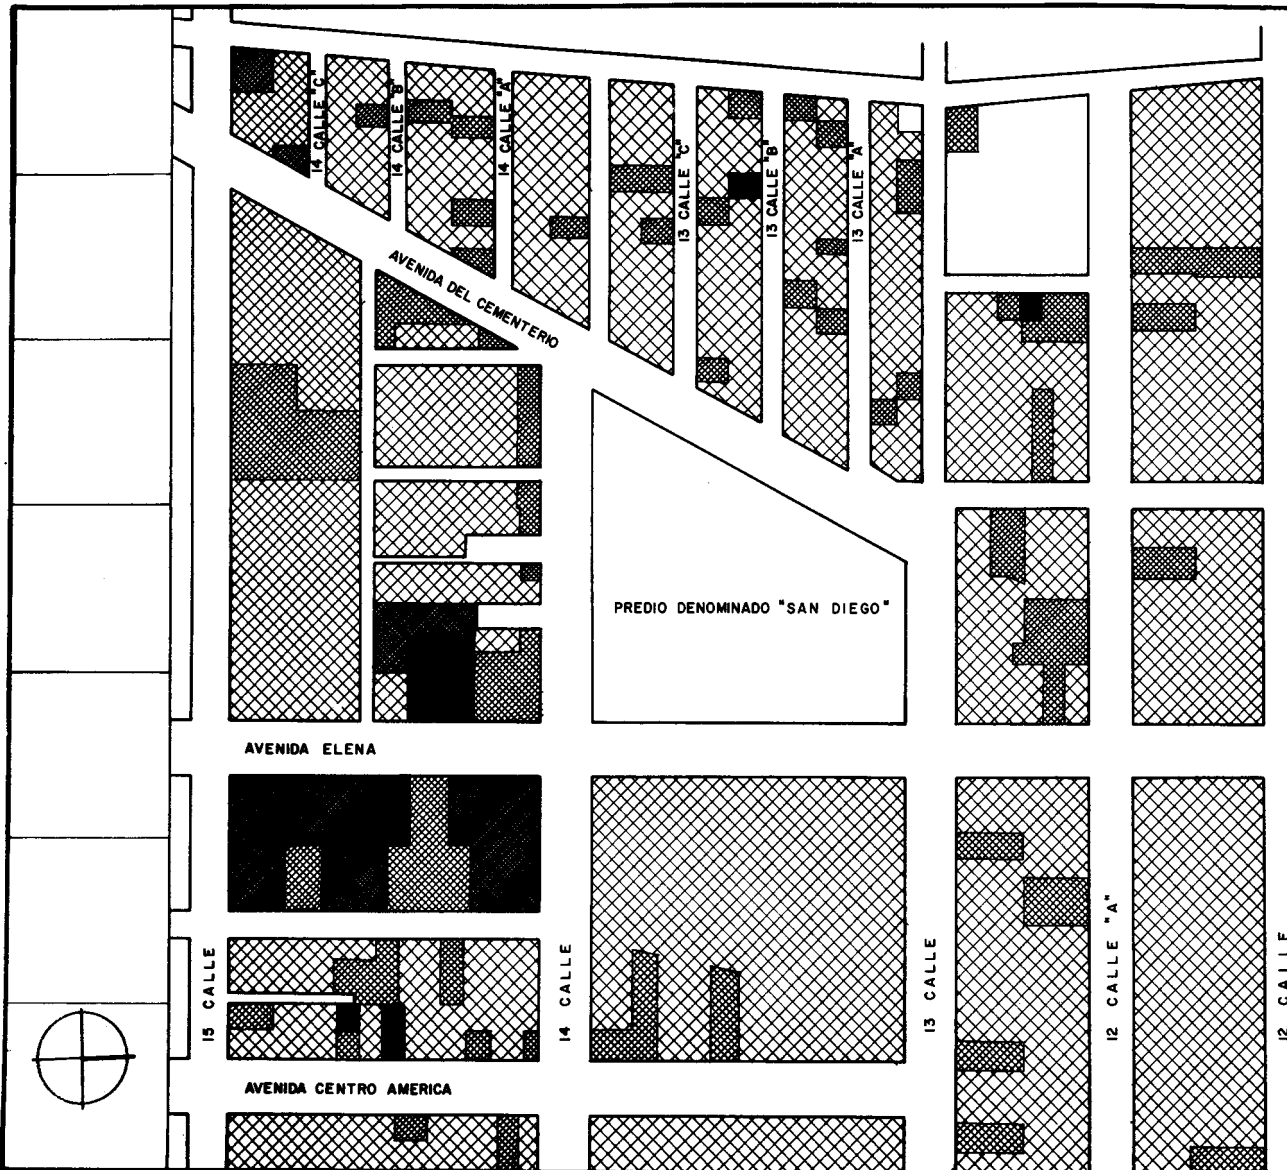 14 CALLE "C"
14 CALLE "B"
14 CALLE "A"
13 CALLE "C"
13 CALLE "B"
13 CALLE "A"
AVENIDA DEL CEMENTERIO
PREDIO DENOMINADO "SAN DIEGO"
AVENIDA ELENA
15 CALLE
14 CALLE
13 CALLE
12 CALLE "A"
12 CALLE
AVENIDA CENTRO AMERICA